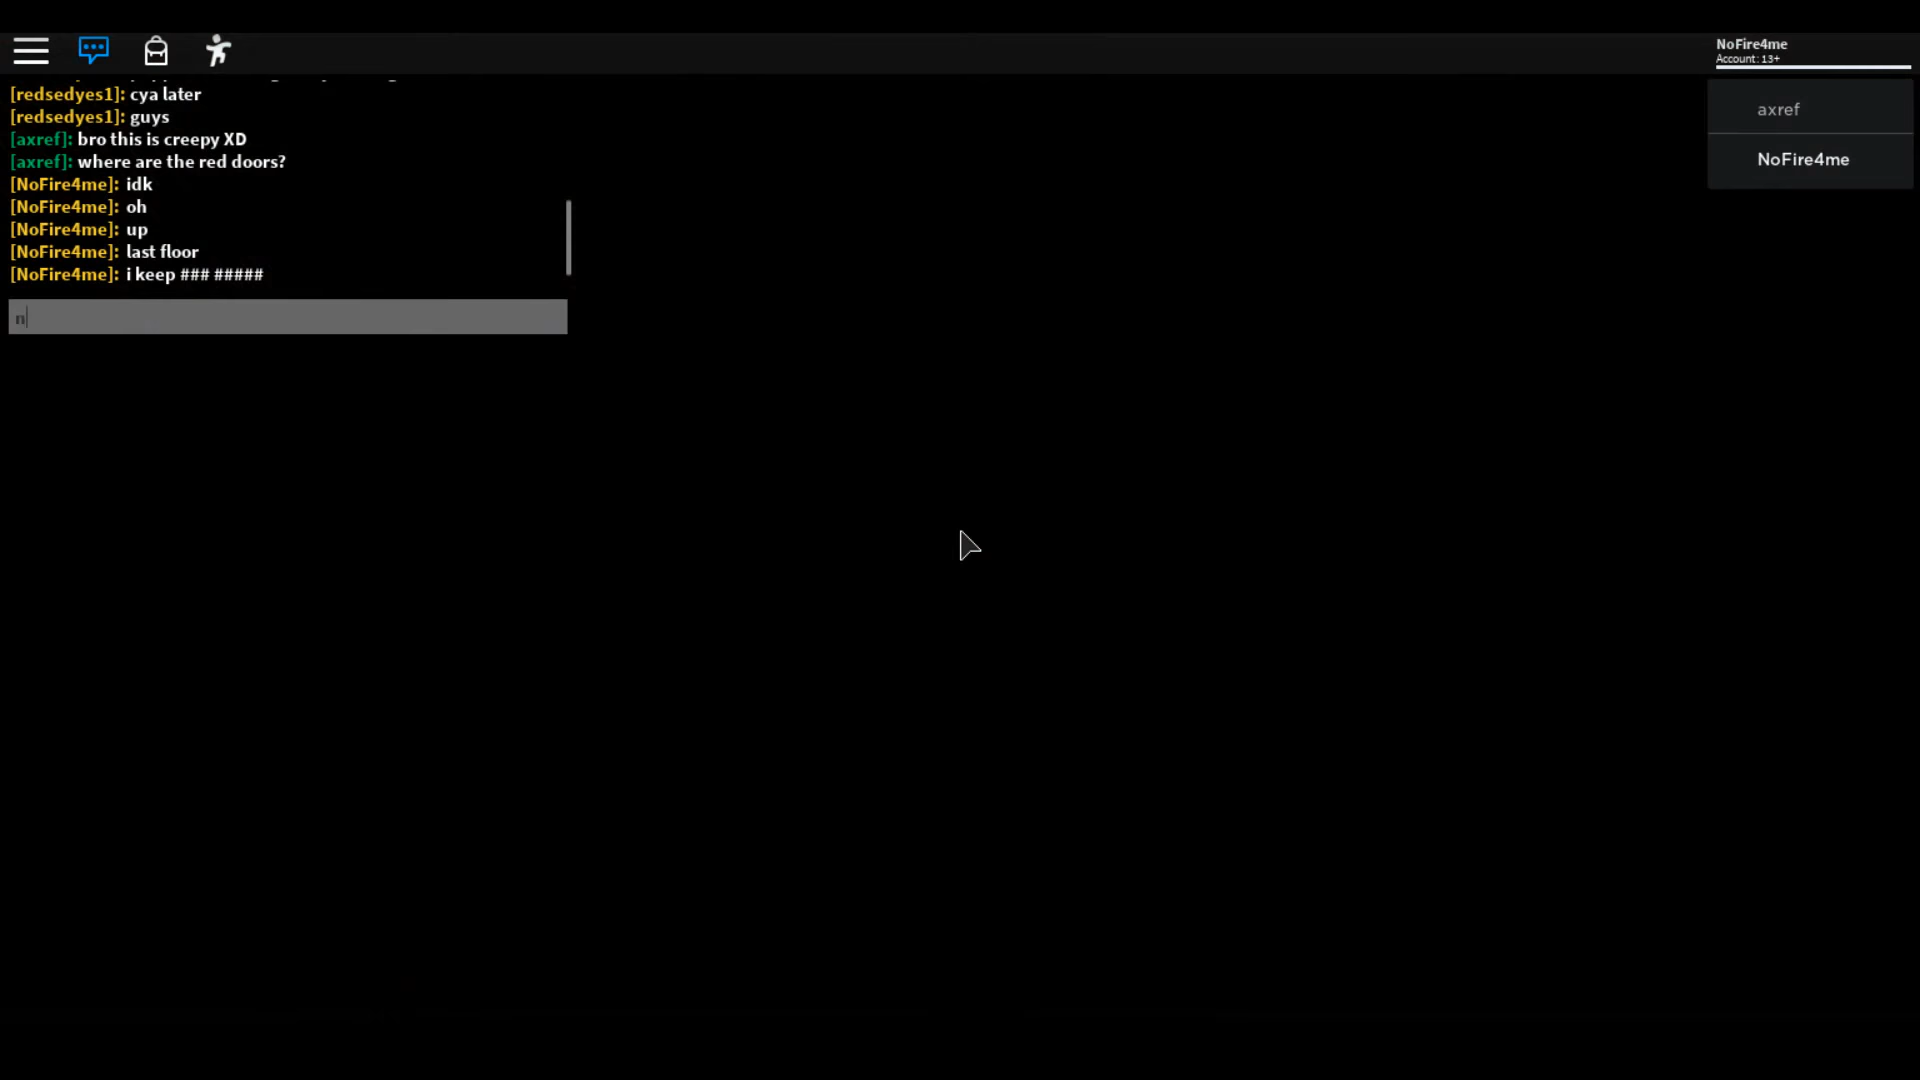 NoFire4me
Account: 13+
[redsedyes1]: cya later
[redsedyes1]: guys
[axref]: bro this is creepy XD
[axref]: where are the red doors?
[NoFire4me]: idk
[NoFire4me]: oh
[NoFire4me]: up
[NoFire4me]: last floor
[NoFire4me]: i keep ### #####
n
axref
NoFire4me